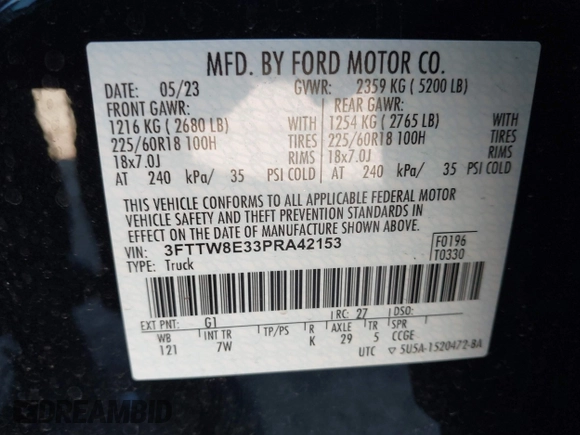 MFD. BY FORD MOTOR CO.
DATE: 05/23 GVWR: 2359 KG ( 5200 LB)
FRONT GAWR: REAR GAWR:
1216 KG ( 2680 LB) WITH 1254 KG ( 2765 LB) WITH
225/60R18 100H TIRES 225/60R18 100H TIRES
18x7.0J RIMS 18x7.0J RIMS
AT 240 kPa/ 35 PSI COLD AT 240 kPa/ 35 PSI COLD
THIS VEHICLE CONFORMS TO ALL APPLICABLE FEDERAL MOTOR
VEHICLE SAFETY AND THEFT PREVENTION STANDARDS IN
EFFECT ON THE DATE OF MANUFACTURE SHOWN ABOVE.
VIN: 3FTTW8E33PRA42153 F0196
TYPE: Truck T0330
EXT PNT: G1 RC: 27 DSO:
WB INT TR TP/PS R AXLE TR SPR
121 7W K 29 5 CCGE
UTC ▽ 5U5A-1520472-BA
DREAMBID